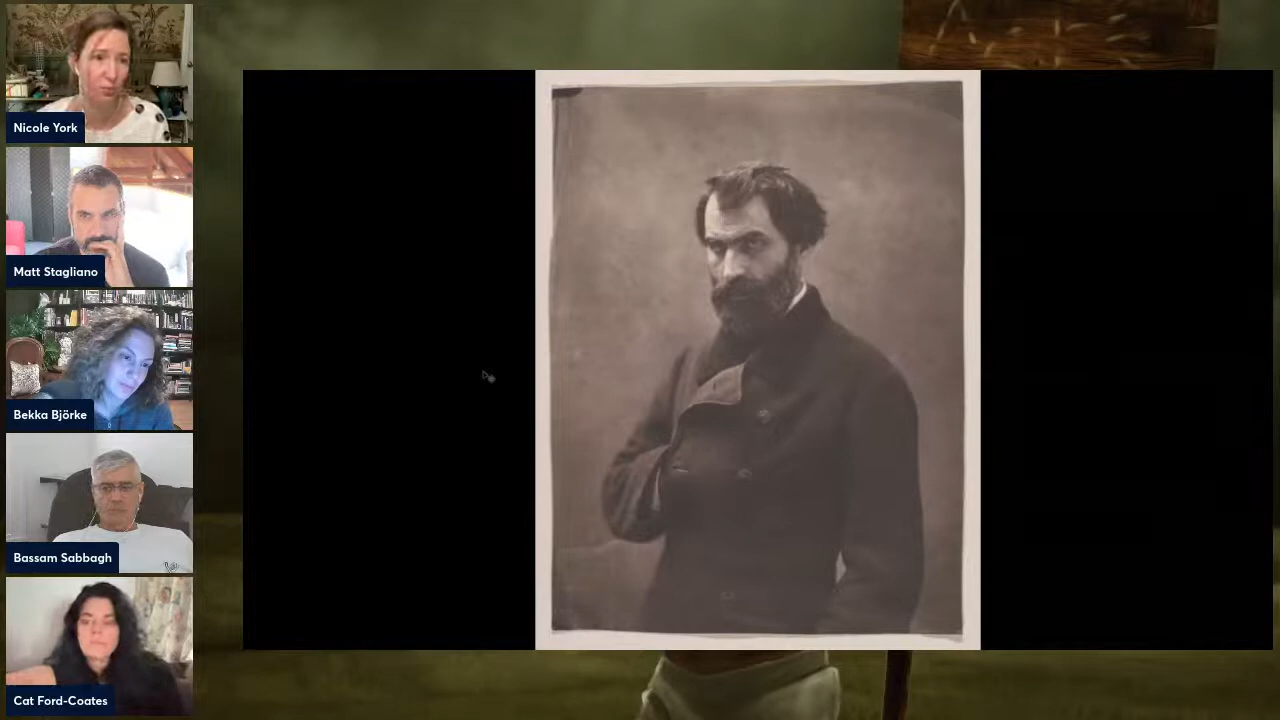 Nicole York
Matt Stagliano
Bekka Björke
Bassam Sabbagh
Cat Ford-Coates